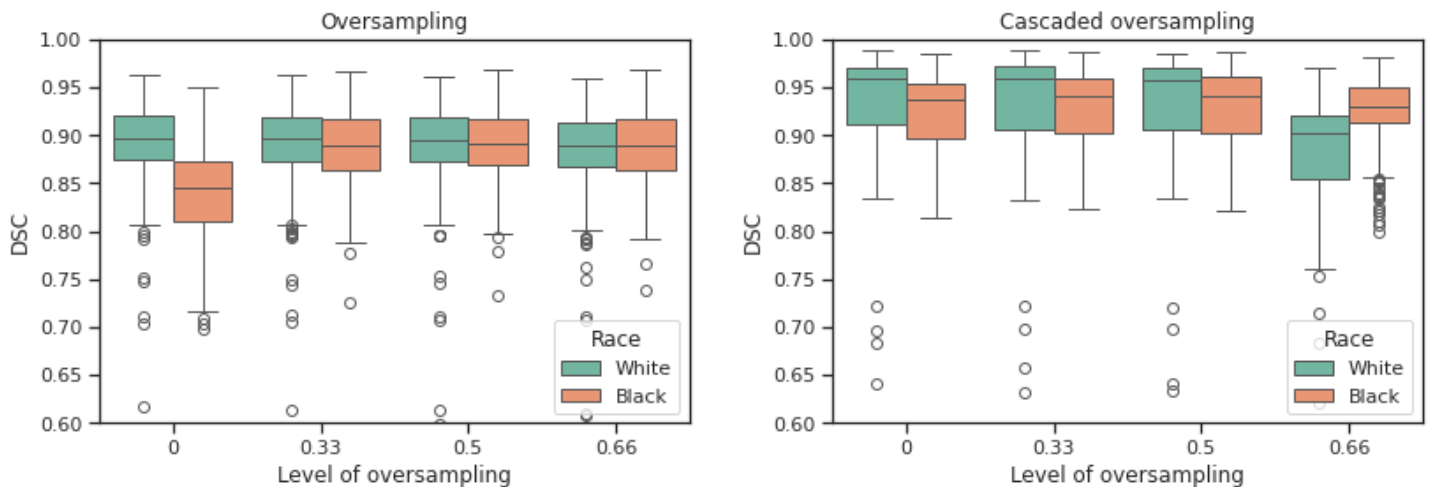 Oversampling
1.00
0.95
0.90
0.85
0.80
0.75
0.70
0.65
0.60
DSC
0
0.33
0.5
0.66
Level of oversampling
Race
White
Black
Cascaded oversampling
1.00
0.95
0.90
0.85
0.80
0.75
0.70
0.65
0.60
DSC
0
0.33
0.5
0.66
Level of oversampling
Race
White
Black